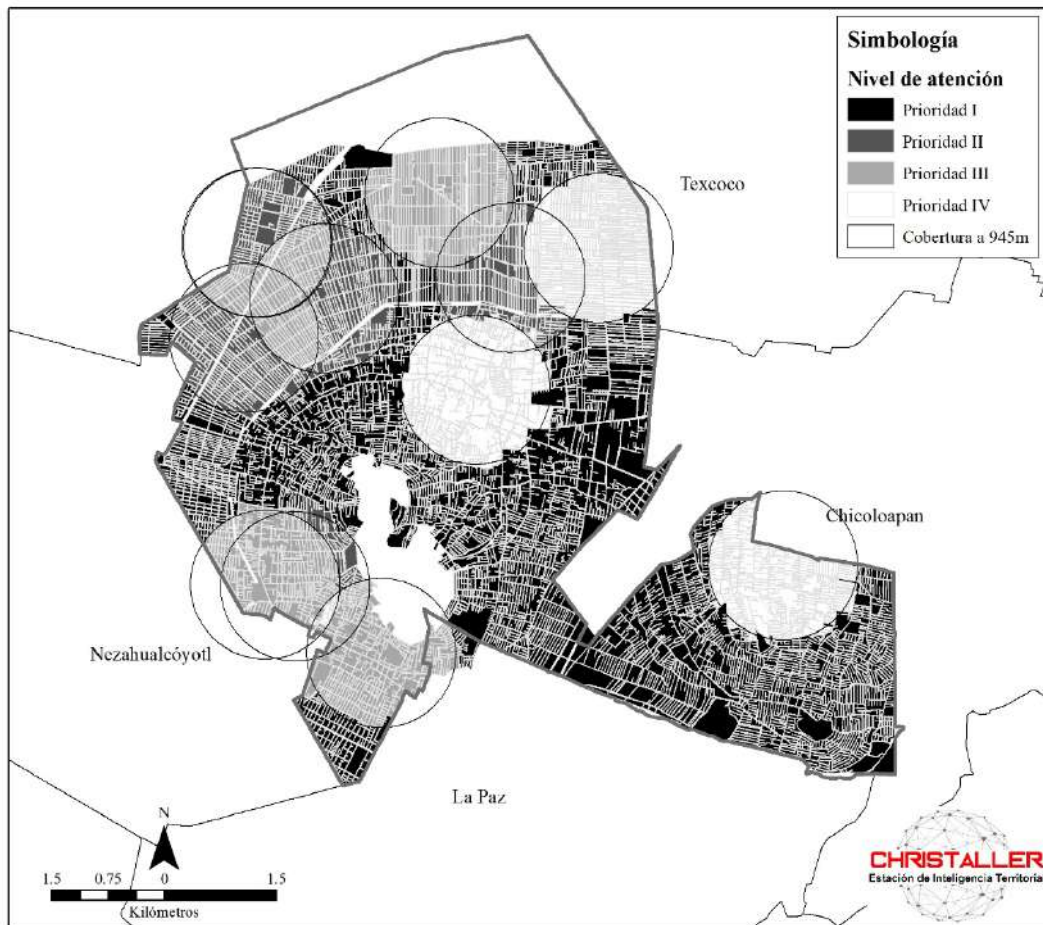 Simbología
Nivel de atención
Prioridad I
Prioridad II
Prioridad III
Prioridad IV
Cobertura a 945m
Texcoco
Chicoloapan
Nezahualcóyotl
La Paz
N
1.5 0.75 0 1.5
Kilómetros
CHRISTALLER
Estación de Inteligencia Territorial